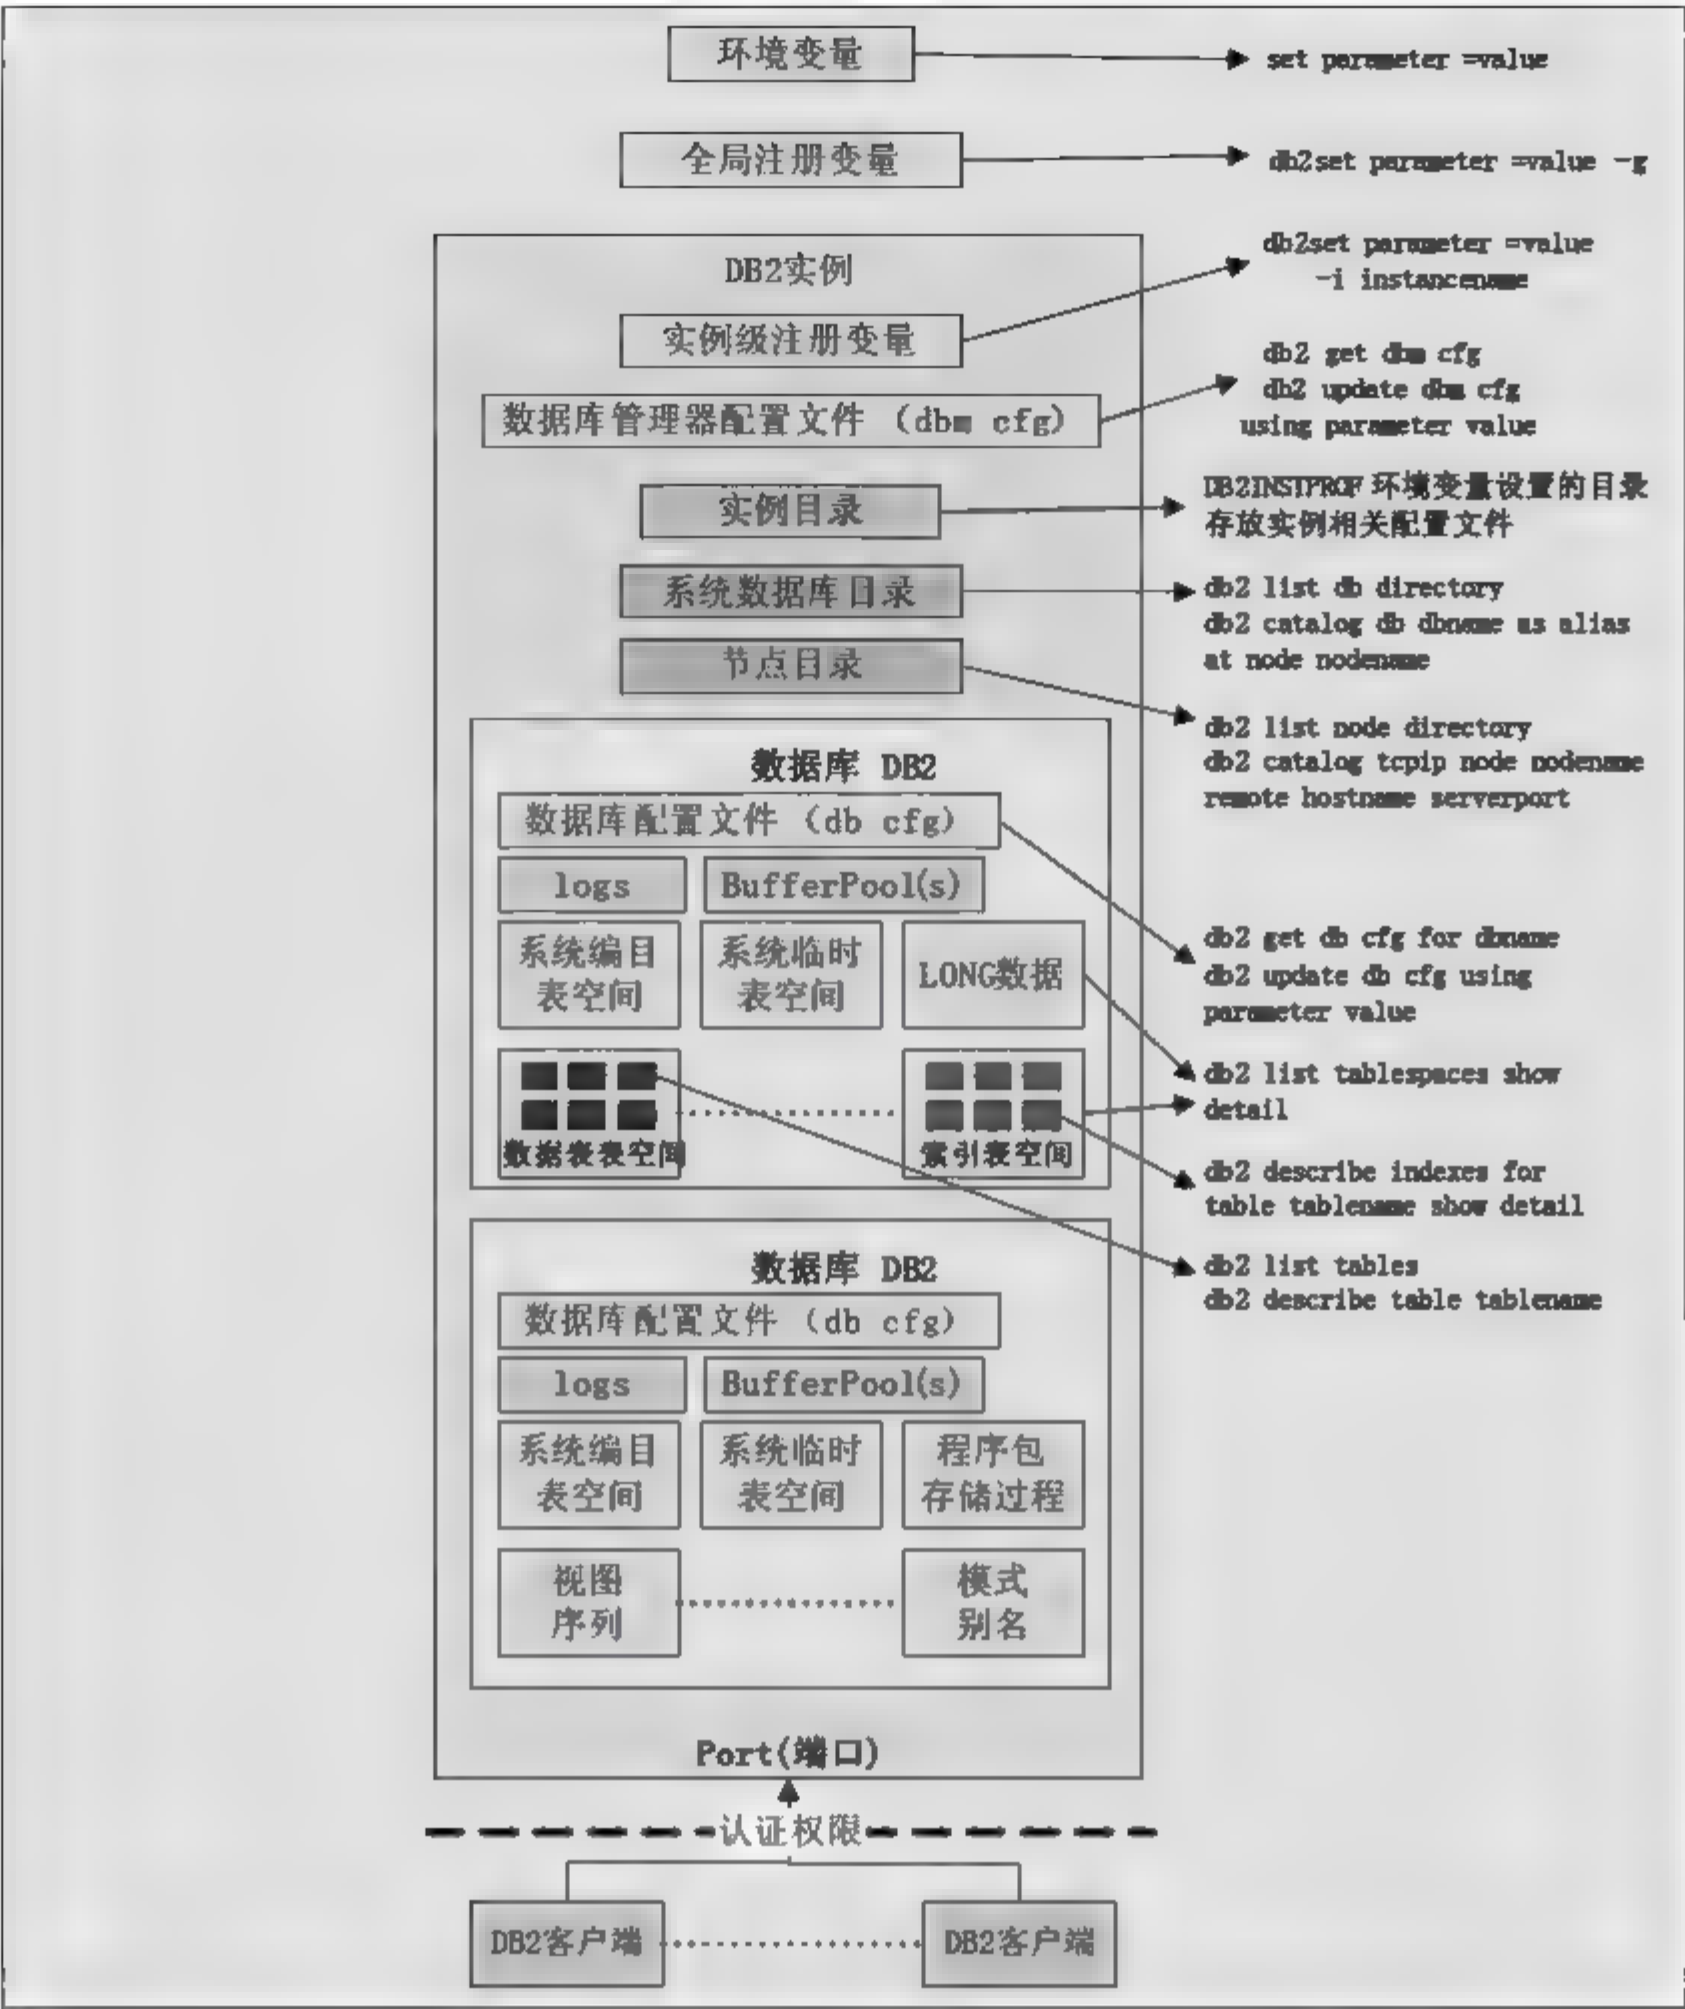 环境变量
set parameter =value
全局注册变量
db2set parameter =value -g
DB2实例
实例级注册变量
db2set parameter =value
-i instancename
数据库管理器配置文件 （dbm cfg）
db2 get dbm cfg
db2 update dbm cfg
using parameter value
实例目录
DB2INSTPROF 环境变量设置的目录
存放实例相关配置文件
系统数据库目录
db2 list db directory
db2 catalog db dbname as alias
at node nodename
节点目录
db2 list node directory
db2 catalog tcpip node nodename
remote hostname serverport
数据库 DB2
数据库配置文件 （db cfg）
logs
BufferPool(s)
系统编目
表空间
系统临时
表空间
LONG数据
db2 get db cfg for dbname
db2 update db cfg using
parameter value
数据表表空间
索引表空间
db2 list tablespaces show
detail
db2 describe indexes for
table tablename show detail
db2 list tables
db2 describe table tablename
数据库 DB2
数据库配置文件 （db cfg）
logs
BufferPool(s)
系统编目
表空间
系统临时
表空间
程序包
存储过程
视图
序列
模式
别名
Port(端口)
认证权限
DB2客户端
DB2客户端